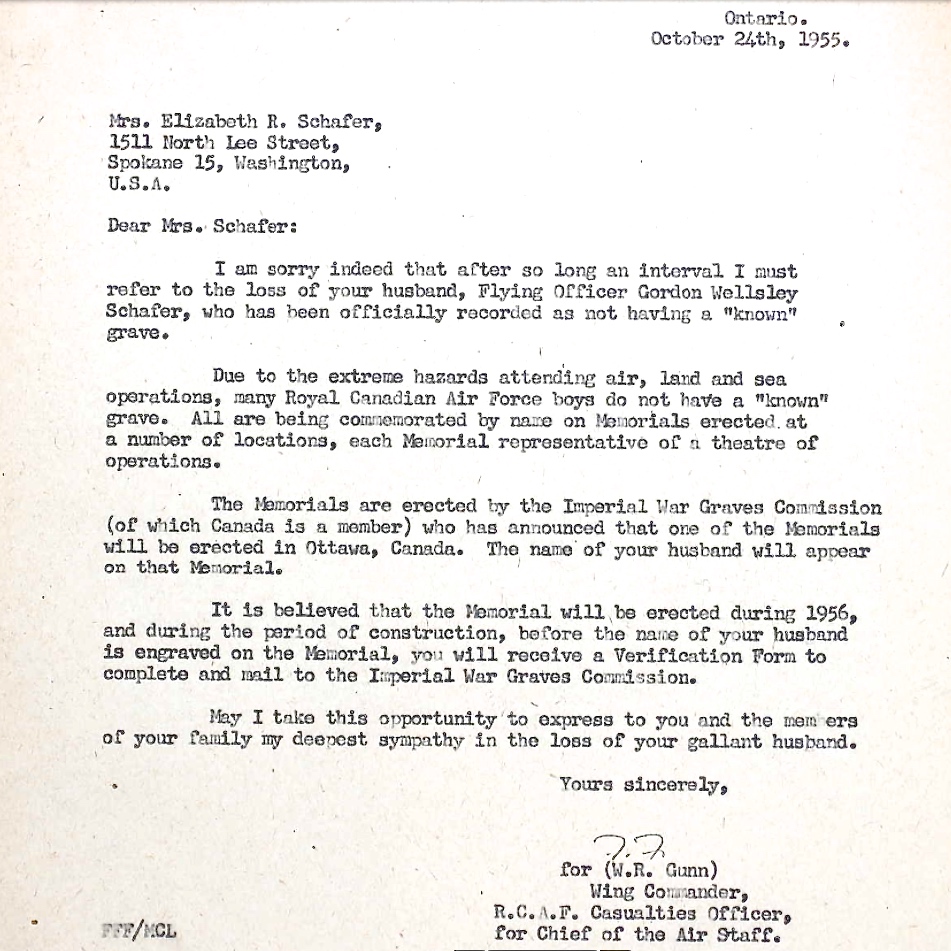 Ontario.
October 24th, 1955.
Mrs. Elizabeth R. Schafer,
1511 North Lee Street,
Spokane 15, Washington,
U.S.A.
Dear Mrs. Schafer:
I am sorry indeed that after so long an interval I must
refer to the loss of your husband, Flying Officer Gordon Wellsley
Schafer, who has been officially recorded as not having a "known"
grave.
Due to the extreme hazards attending air, land and sea
operations, many Royal Canadian Air Force boys do not have a "known"
grave. All are being commemorated by name on Memorials erected at
a number of locations, each Memorial representative of a theatre of
operations.
The Memorials are erected by the Imperial War Graves Commission
(of which Canada is a member) who has announced that one of the Memorials
will be erected in Ottawa, Canada. The name of your husband will appear
on that Memorial.
It is believed that the Memorial will be erected during 1956,
and during the period of construction, before the name of your husband
is engraved on the Memorial, you will receive a Verification Form to
complete and mail to the Imperial War Graves Commission.
May I take this opportunity to express to you and the mem ers
of your family my deepest sympathy in the loss of your gallant husband.
Yours sincerely,
for (W.R. Gunn)
Wing Commander,
R.C.A.F. Casualties Officer,
FFF/MCL for Chief of the Air Staff.